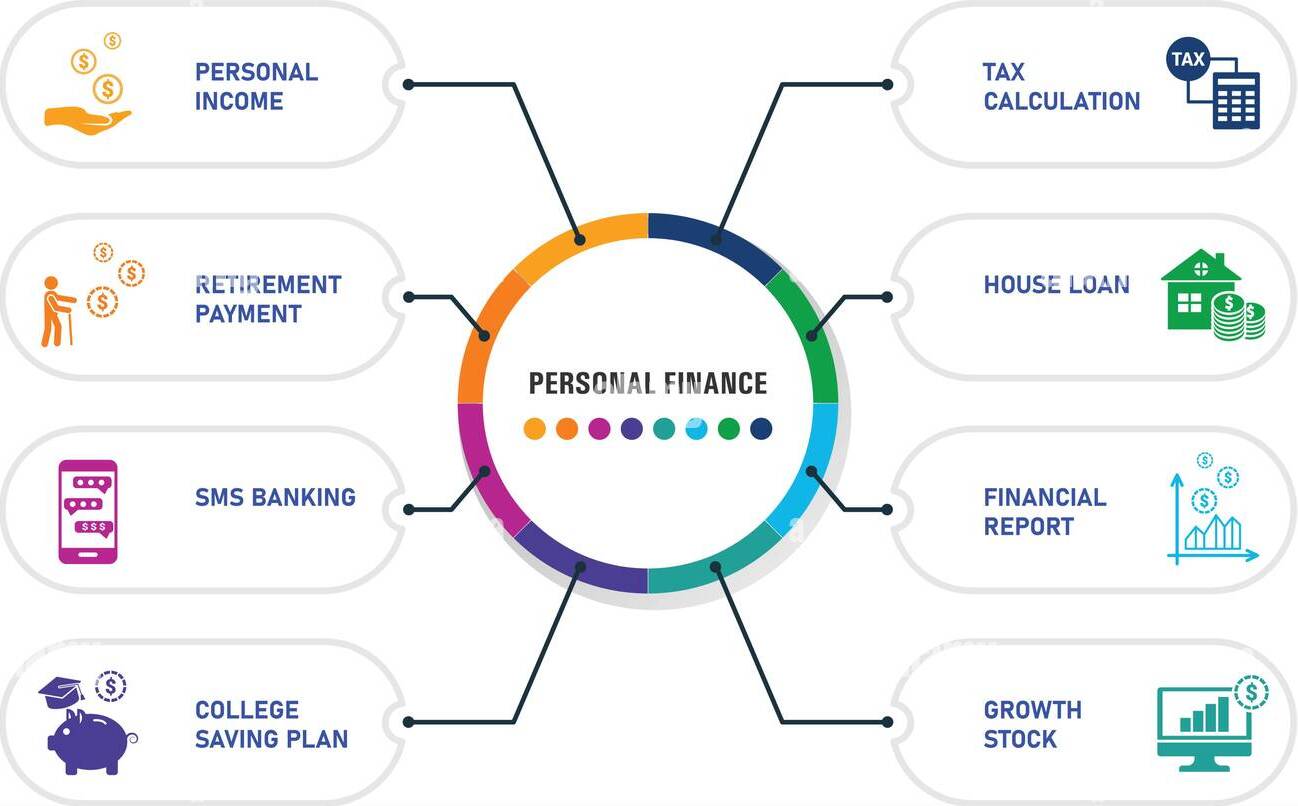 PERSONAL
INCOME
RETIREMENT
PAYMENT
SMS BANKING
$$$
COLLEGE
SAVING PLAN
PERSONAL FINANCE
TAX
CALCULATION
TAX
HOUSE LOAN
FINANCIAL
REPORT
GROWTH
STOCK